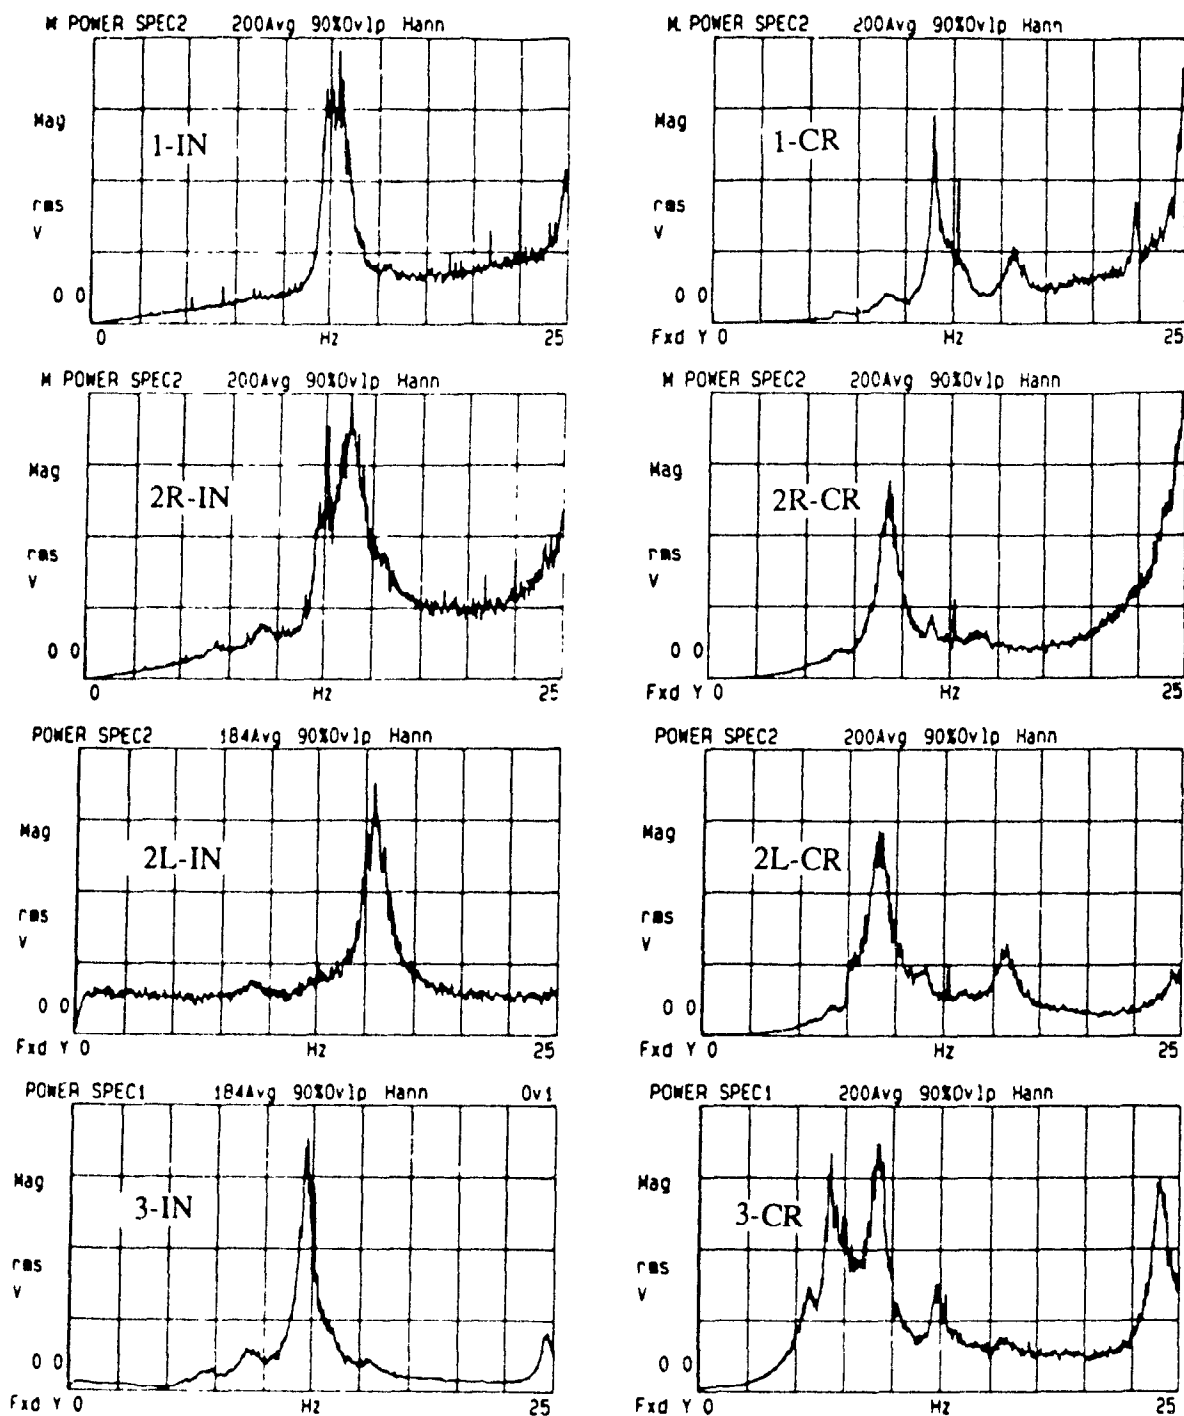 M POWER SPEC2 200Avg 90%Ovlp Hann
Mag
1-IN
rms
V
0 0
0 Hz 25
M POWER SPEC2 200Avg 90%Ovlp Hann
Mag
1-CR
rms
V
0 0
Fxd Y 0 Hz 25
M POWER SPEC2 200Avg 90%Ovlp Hann
Mag
2R-IN
rms
V
0 0
0 Hz 25
M POWER SPEC2 200Avg 90%Ovlp Hann
Mag
2R-CR
rms
V
0 0
Fxd Y 0 Hz 25
POWER SPEC2 184Avg 90%Ovlp Hann
Mag
2L-IN
rms
V
0 0
Fxd Y 0 Hz 25
POWER SPEC2 200Avg 90%Ovlp Hann
Mag
2L-CR
rms
V
0 0
Fxd Y 0 Hz 25
POWER SPEC1 184Avg 90%Ovlp Hann Ov1
Mag
3-IN
rms
V
0 0
Fxd Y 0 Hz 25
POWER SPEC1 200Avg 90%Ovlp Hann
Mag
3-CR
rms
V
0 0
Fxd Y 0 Hz 25